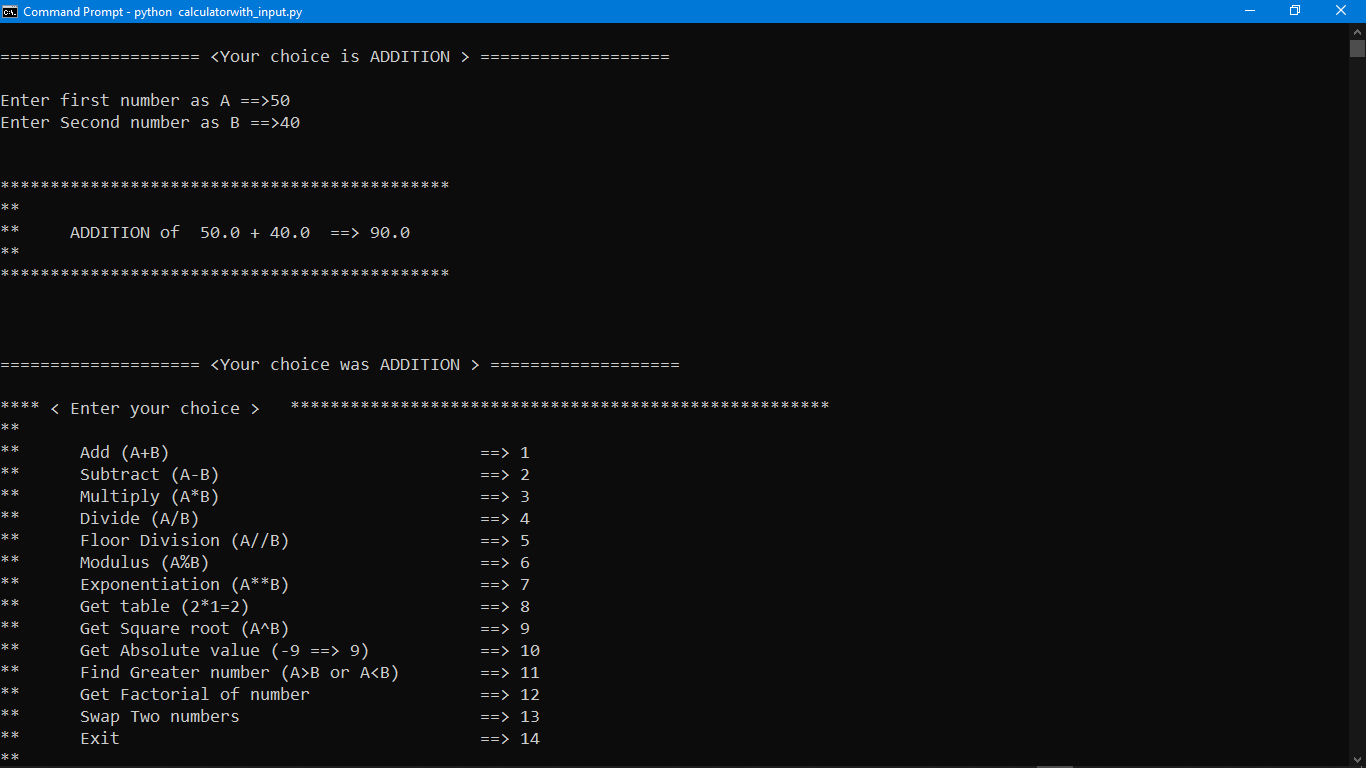 Command Prompt - python  calculatorwith_input.py
==================== <Your choice is ADDITION > ===================
Enter first number as A ==>50
Enter Second number as B ==>40
*********************************************
**
**     ADDITION of  50.0 + 40.0  ==> 90.0
**
*********************************************
==================== <Your choice was ADDITION > ===================
**** < Enter your choice >   ******************************************************
**
**      Add (A+B)                               ==> 1
**      Subtract (A-B)                          ==> 2
**      Multiply (A*B)                          ==> 3
**      Divide (A/B)                            ==> 4
**      Floor Division (A//B)                   ==> 5
**      Modulus (A%B)                           ==> 6
**      Exponentiation (A**B)                   ==> 7
**      Get table (2*1=2)                       ==> 8
**      Get Square root (A^B)                   ==> 9
**      Get Absolute value (-9 ==> 9)           ==> 10
**      Find Greater number (A>B or A<B)        ==> 11
**      Get Factorial of number                 ==> 12
**      Swap Two numbers                        ==> 13
**      Exit                                    ==> 14
**